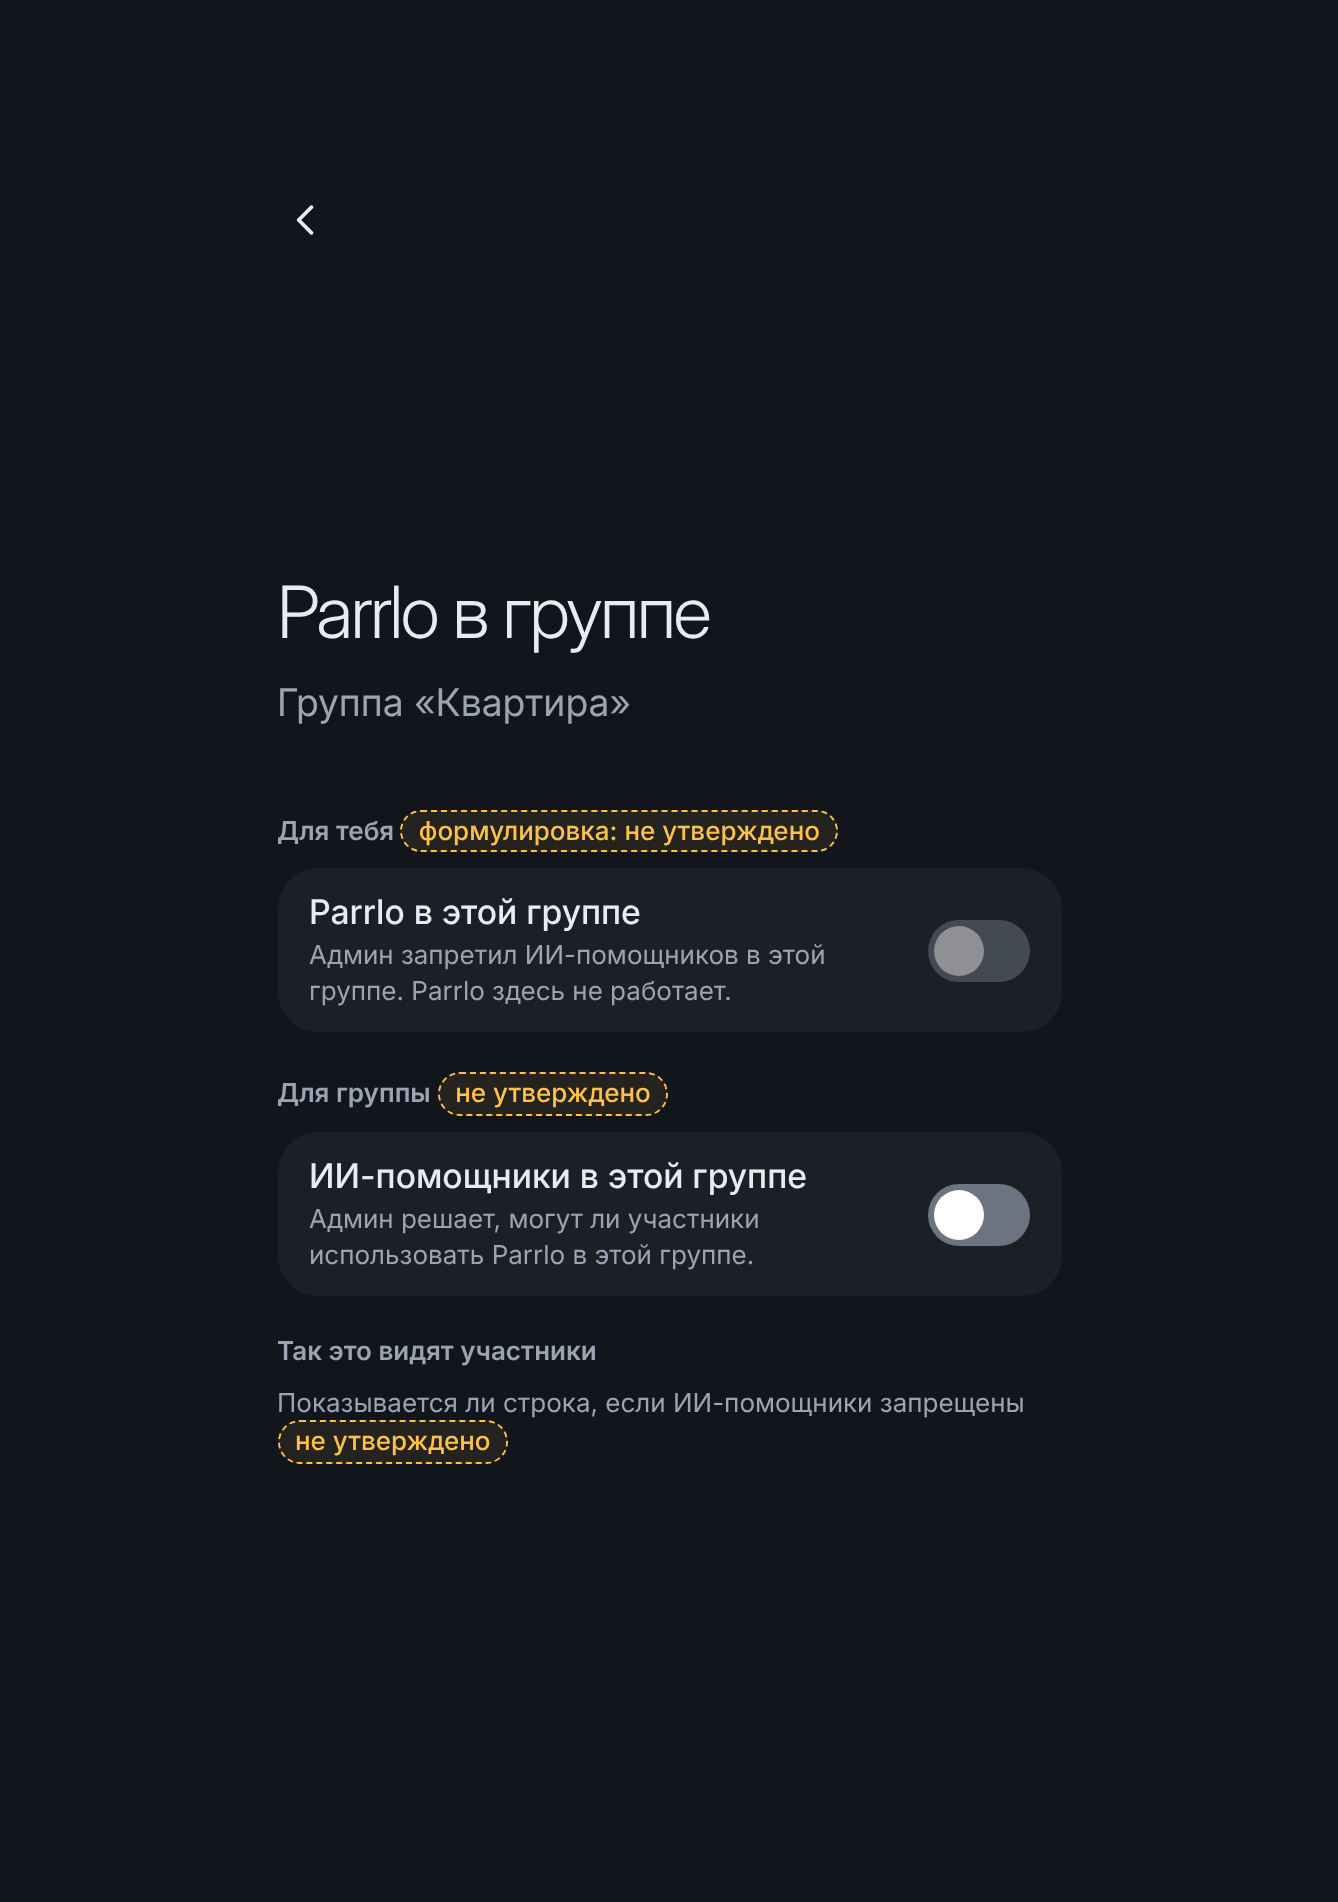 Parrlo в группе
Группа «Квартира»
Для тебя формулировка: не утверждено
Parrlo в этой группе
Админ запретил ИИ-помощников в этой
группе. Parrlo здесь не работает.
Для группы не утверждено
ИИ-помощники в этой группе
Админ решает, могут ли участники
использовать Parrlo в этой группе.
Так это видят участники
Показывается ли строка, если ИИ-помощники запрещены
не утверждено